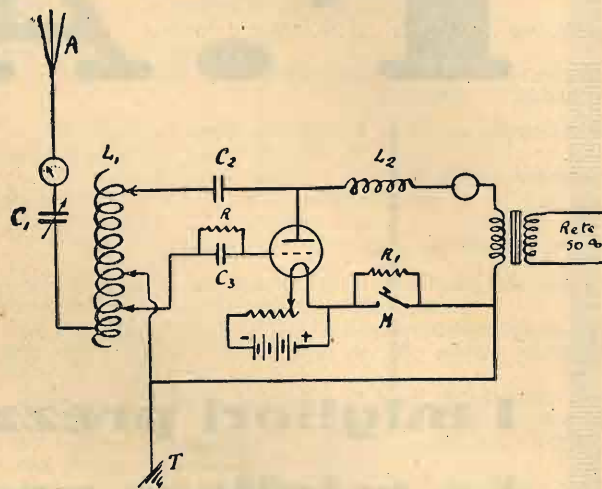 A
L₁
C₂
L₂
C₁
R
C₃
R₁
M
Rete
50 ∿
- +
T
I migliori